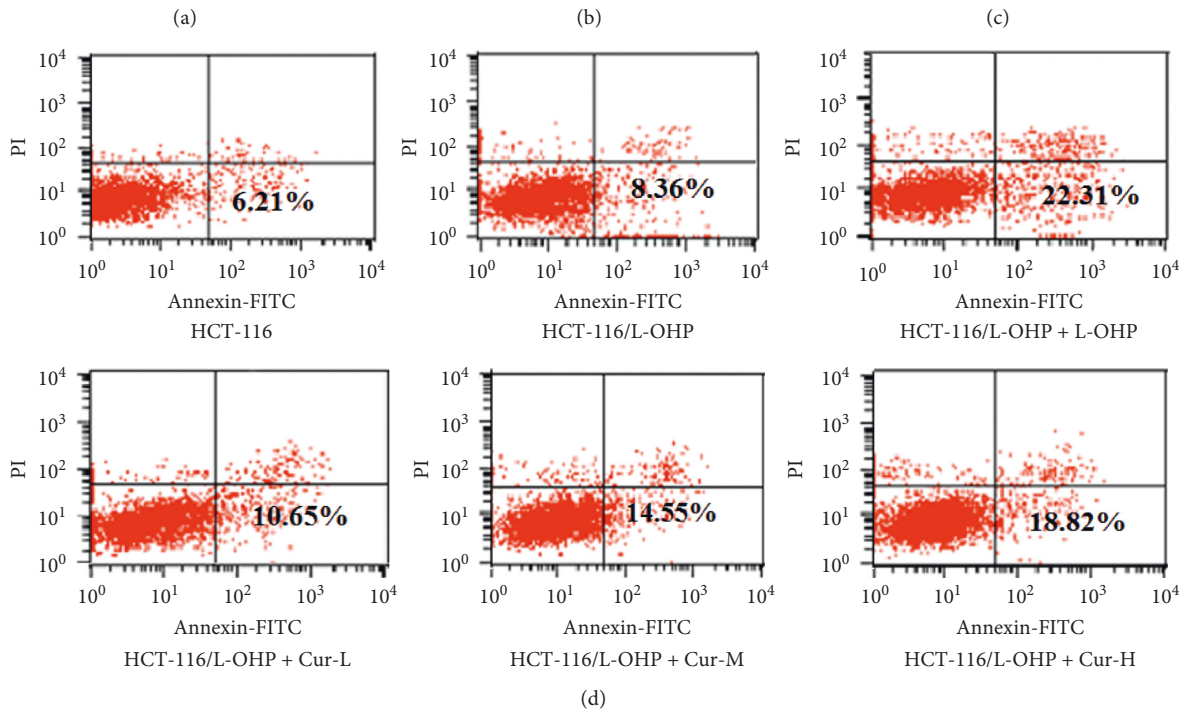 (a) (b) (c)
10⁴ 10³ 10² 10¹ 10⁰
PI
6.21%
10⁰ 10¹ 10² 10³ 10⁴
Annexin-FITC
HCT-116
10⁴ 10³ 10² 10¹ 10⁰
PI
8.36%
10⁰ 10¹ 10² 10³ 10⁴
Annexin-FITC
HCT-116/L-OHP
10⁴ 10³ 10² 10¹ 10⁰
PI
22.31%
10⁰ 10¹ 10² 10³ 10⁴
Annexin-FITC
HCT-116/L-OHP + L-OHP
10⁴ 10³ 10² 10¹ 10⁰
PI
10.65%
10⁰ 10¹ 10² 10³ 10⁴
Annexin-FITC
HCT-116/L-OHP + Cur-L
10⁴ 10³ 10² 10¹ 10⁰
PI
14.55%
10⁰ 10¹ 10² 10³ 10⁴
Annexin-FITC
HCT-116/L-OHP + Cur-M
10⁴ 10³ 10² 10¹ 10⁰
PI
18.82%
10⁰ 10¹ 10² 10³ 10⁴
Annexin-FITC
HCT-116/L-OHP + Cur-H
(d)